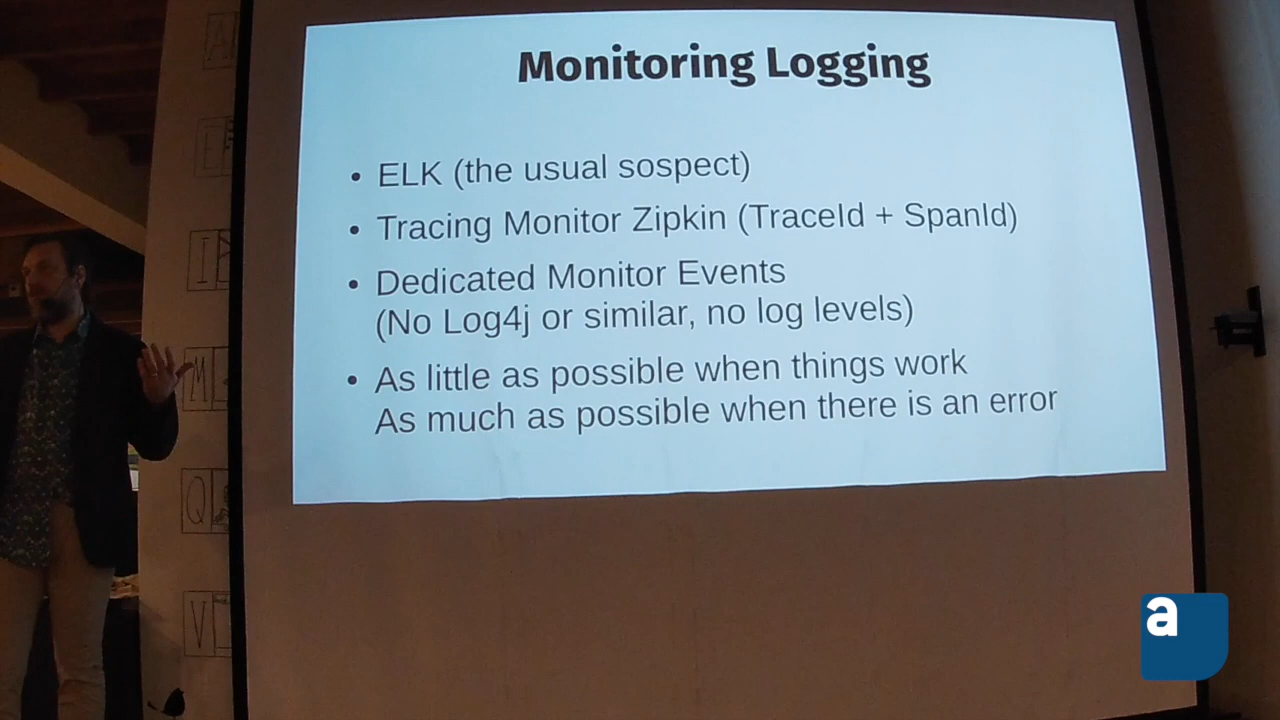 Monitoring Logging
• ELK (the usual sospect)
• Tracing Monitor Zipkin (TraceId + SpanId)
• Dedicated Monitor Events
(No Log4j or similar, no log levels)
• As little as possible when things work
As much as possible when there is an error
A
E
I
M
Q
V
a